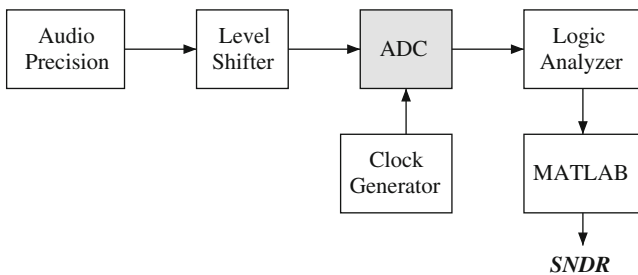 Audio
Precision
Level
Shifter
ADC
Logic
Analyzer
Clock
Generator
MATLAB
SNDR